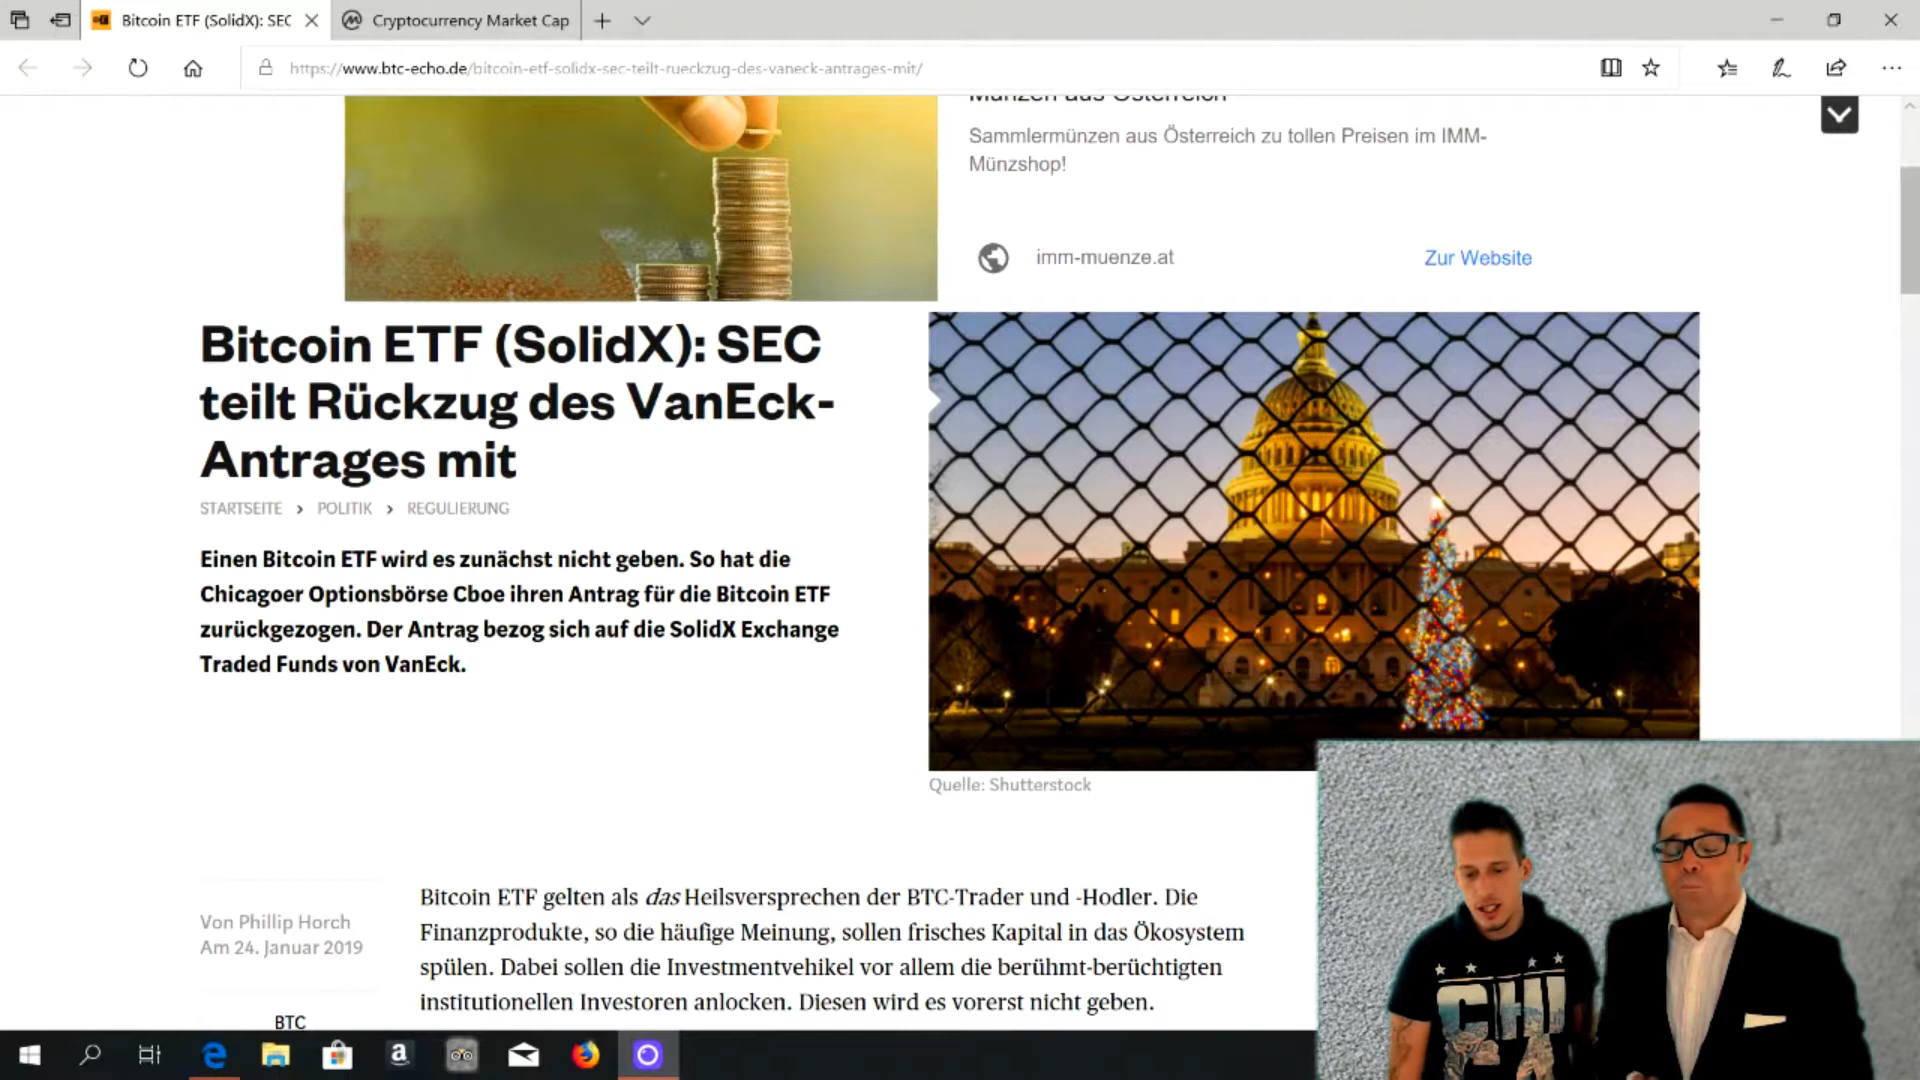 Bitcoin ETF (SolidX): SEC
Cryptocurrency Market Cap
https://www.btc-echo.de/bitcoin-etf-solidx-sec-teilt-rueckzug-des-vaneck-antrages-mit/
Münzen aus Österreich
Sammlermünzen aus Österreich zu tollen Preisen im IMM-
Münzshop!
imm-muenze.at
Zur Website
Bitcoin ETF (SolidX): SEC
teilt Rückzug des VanEck-
Antrages mit
STARTSEITE > POLITIK > REGULIERUNG
Einen Bitcoin ETF wird es zunächst nicht geben. So hat die
Chicagoer Optionsbörse Cboe ihren Antrag für die Bitcoin ETF
zurückgezogen. Der Antrag bezog sich auf die SolidX Exchange
Traded Funds von VanEck.
Quelle: Shutterstock
Von Phillip Horch
Am 24. Januar 2019
BTC
Bitcoin ETF gelten als das Heilsversprechen der BTC-Trader und -Hodler. Die
Finanzprodukte, so die häufige Meinung, sollen frisches Kapital in das Ökosystem
spülen. Dabei sollen die Investmentvehikel vor allem die berühmt-berüchtigten
institutionellen Investoren anlocken. Diesen wird es vorerst nicht geben.
CHI